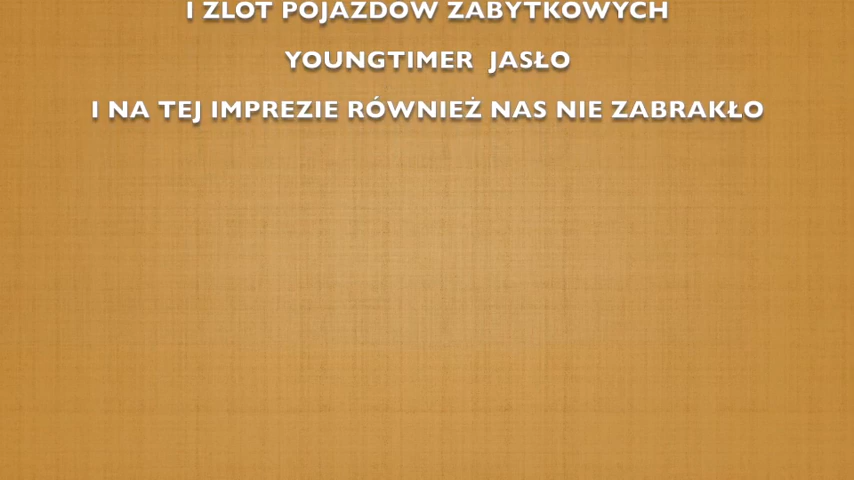 I ZLOT POJAZDÓW ZABYTKOWYCH
YOUNGTIMER JASŁO
I NA TEJ IMPREZIE RÓWNIEŻ NAS NIE ZABRAKŁO